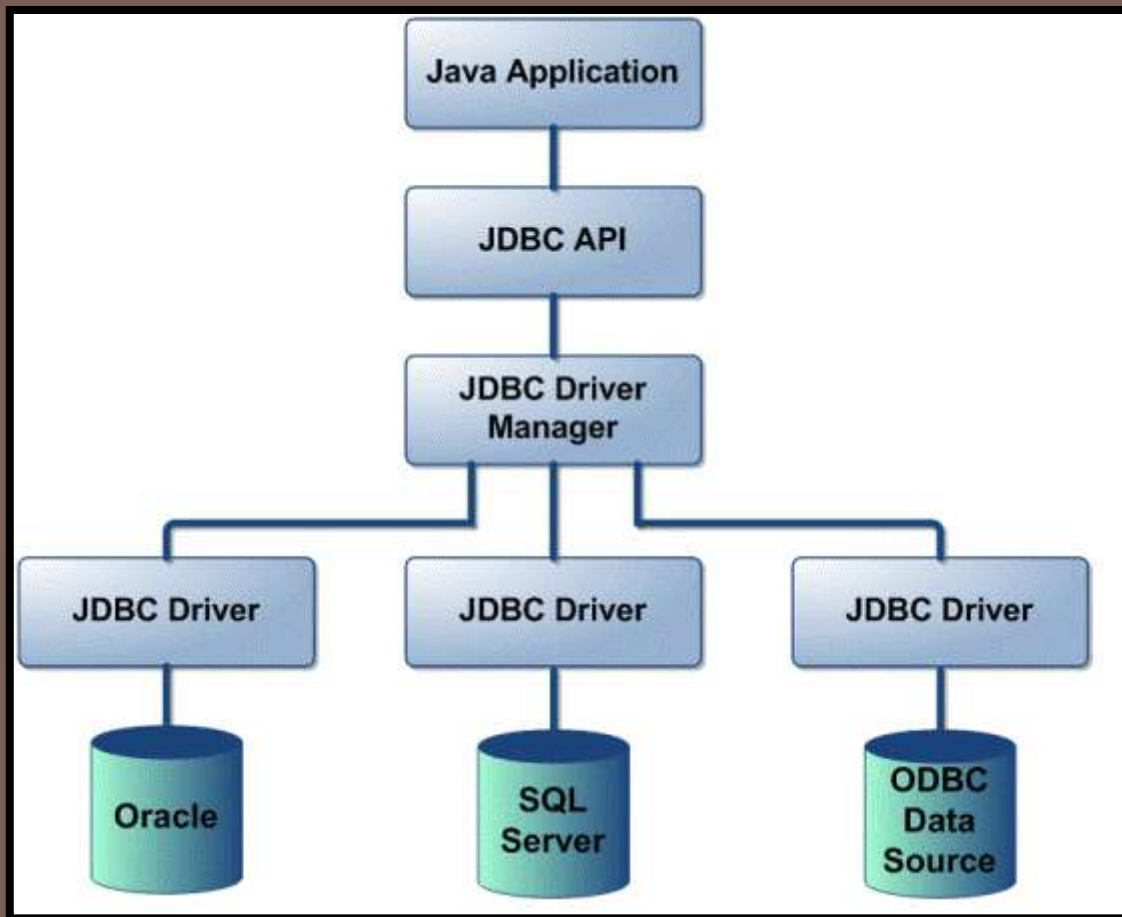 Java Application
JDBC API
JDBC Driver
Manager
JDBC Driver
JDBC Driver
JDBC Driver
Oracle
SQL
Server
ODBC
Data
Source